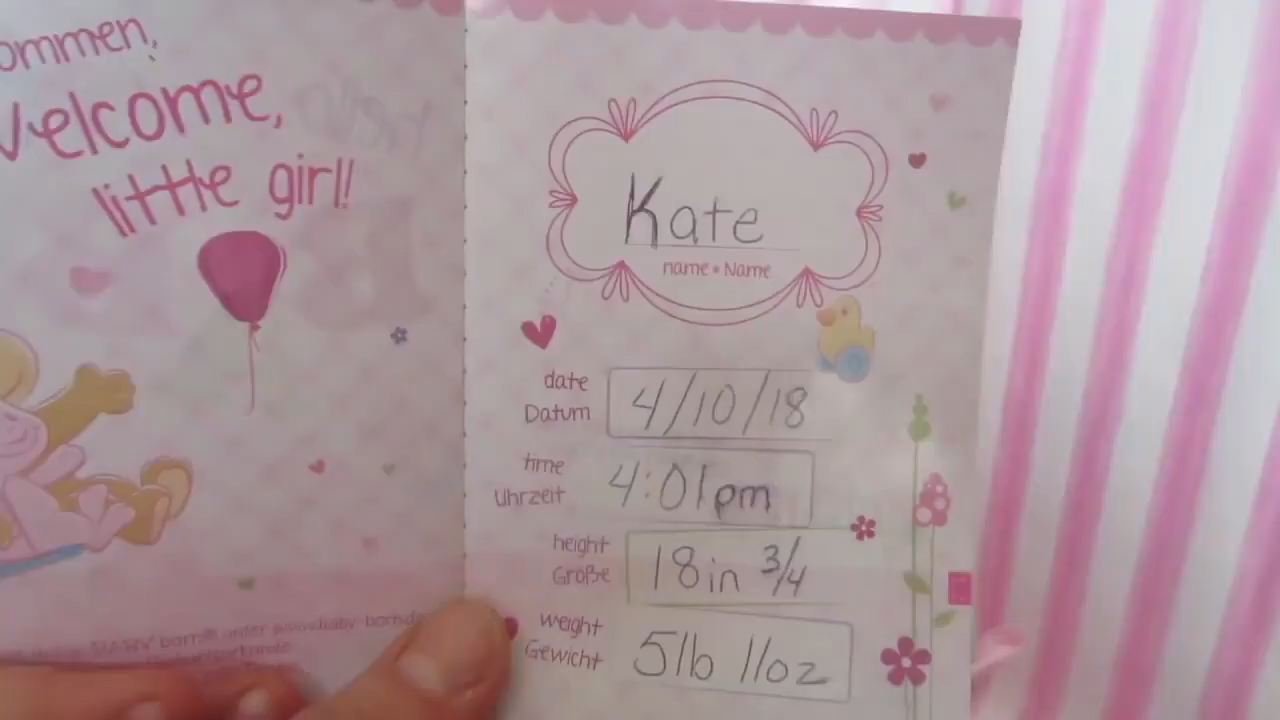 Welcome,
little girl!
Kate
name • Name
date
Datum
4/10/18
time
Uhrzeit
4:01pm
height
Größe
18in 3/4
weight
Gewicht
5lb 11oz